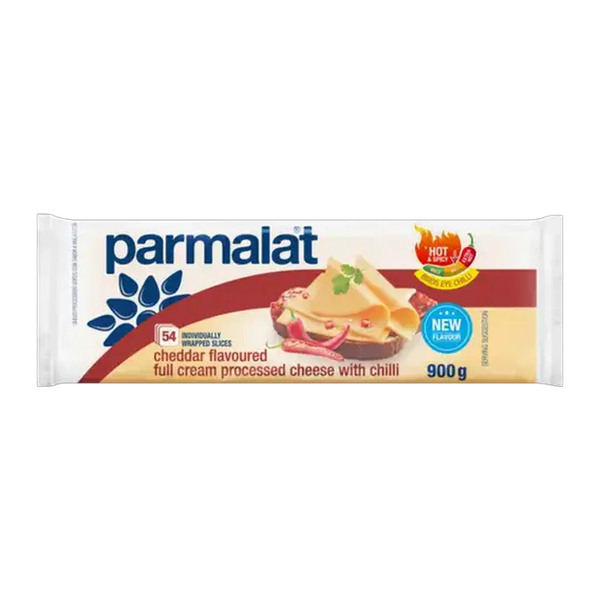 parmalat®
HOT
& SPICY
MILD
BIRDS EYE CHILLI
NEW
FLAVOUR
54
INDIVIDUALLY
WRAPPED SLICES
cheddar flavoured
full cream processed cheese with chilli
900g
SERVING SUGGESTION